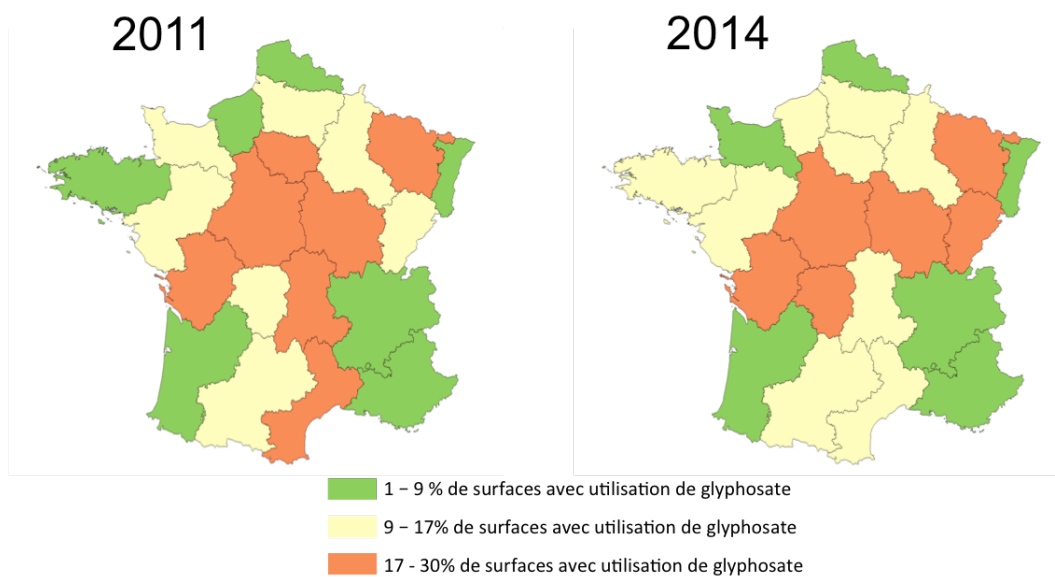 2011
2014
1 – 9 % de surfaces avec utilisation de glyphosate
9 – 17% de surfaces avec utilisation de glyphosate
17 - 30% de surfaces avec utilisation de glyphosate